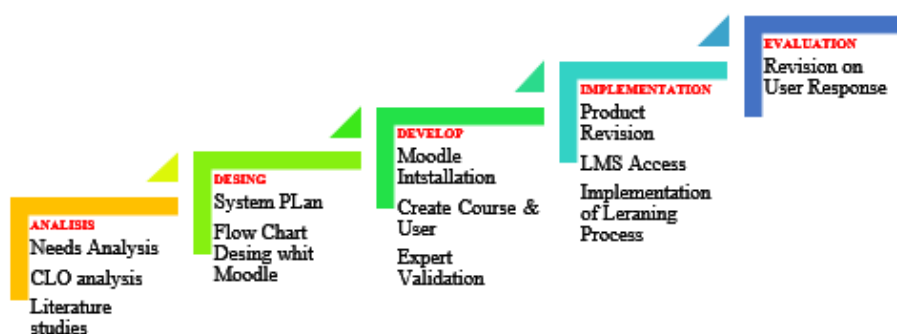 ANALISIS
Needs Analysis
CLO analysis
Literature
studies
DESING
System PLan
Flow Chart
Desing whit
Moodle
DEVELOP
Moodle
Intstallation
Create Course &
User
Expert
Validation
IMPLEMENTATION
Product
Revision
LMS Access
Implementation
of Leraning
Process
EVALUATION
Revision on
User Response